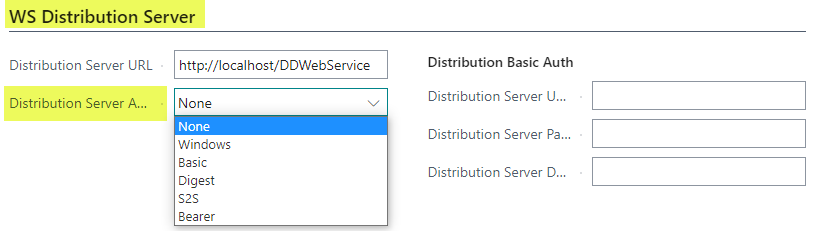 WS Distribution Server
Distribution Server URL
http://localhost/DDWebService
Distribution Server A...
None
None
Windows
Basic
Digest
S2S
Bearer
Distribution Basic Auth
Distribution Server U...
Distribution Server Pa...
Distribution Server D...